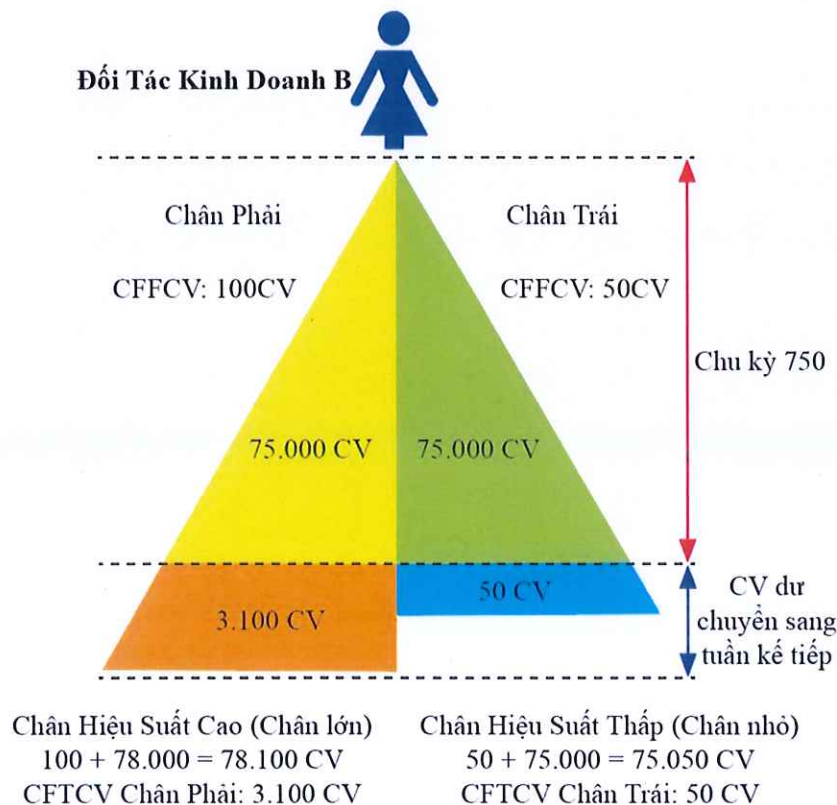 Đối Tác Kinh Doanh B
Chân Phải
Chân Trái
CFFCV: 100CV
CFFCV: 50CV
Chu kỳ 750
75.000 CV
75.000 CV
50 CV
3.100 CV
CV dư
chuyển sang
tuần kế tiếp
Chân Hiệu Suất Cao (Chân lớn)
100 + 78.000 = 78.100 CV
CFTCV Chân Phải: 3.100 CV
Chân Hiệu Suất Thấp (Chân nhỏ)
50 + 75.000 = 75.050 CV
CFTCV Chân Trái: 50 CV